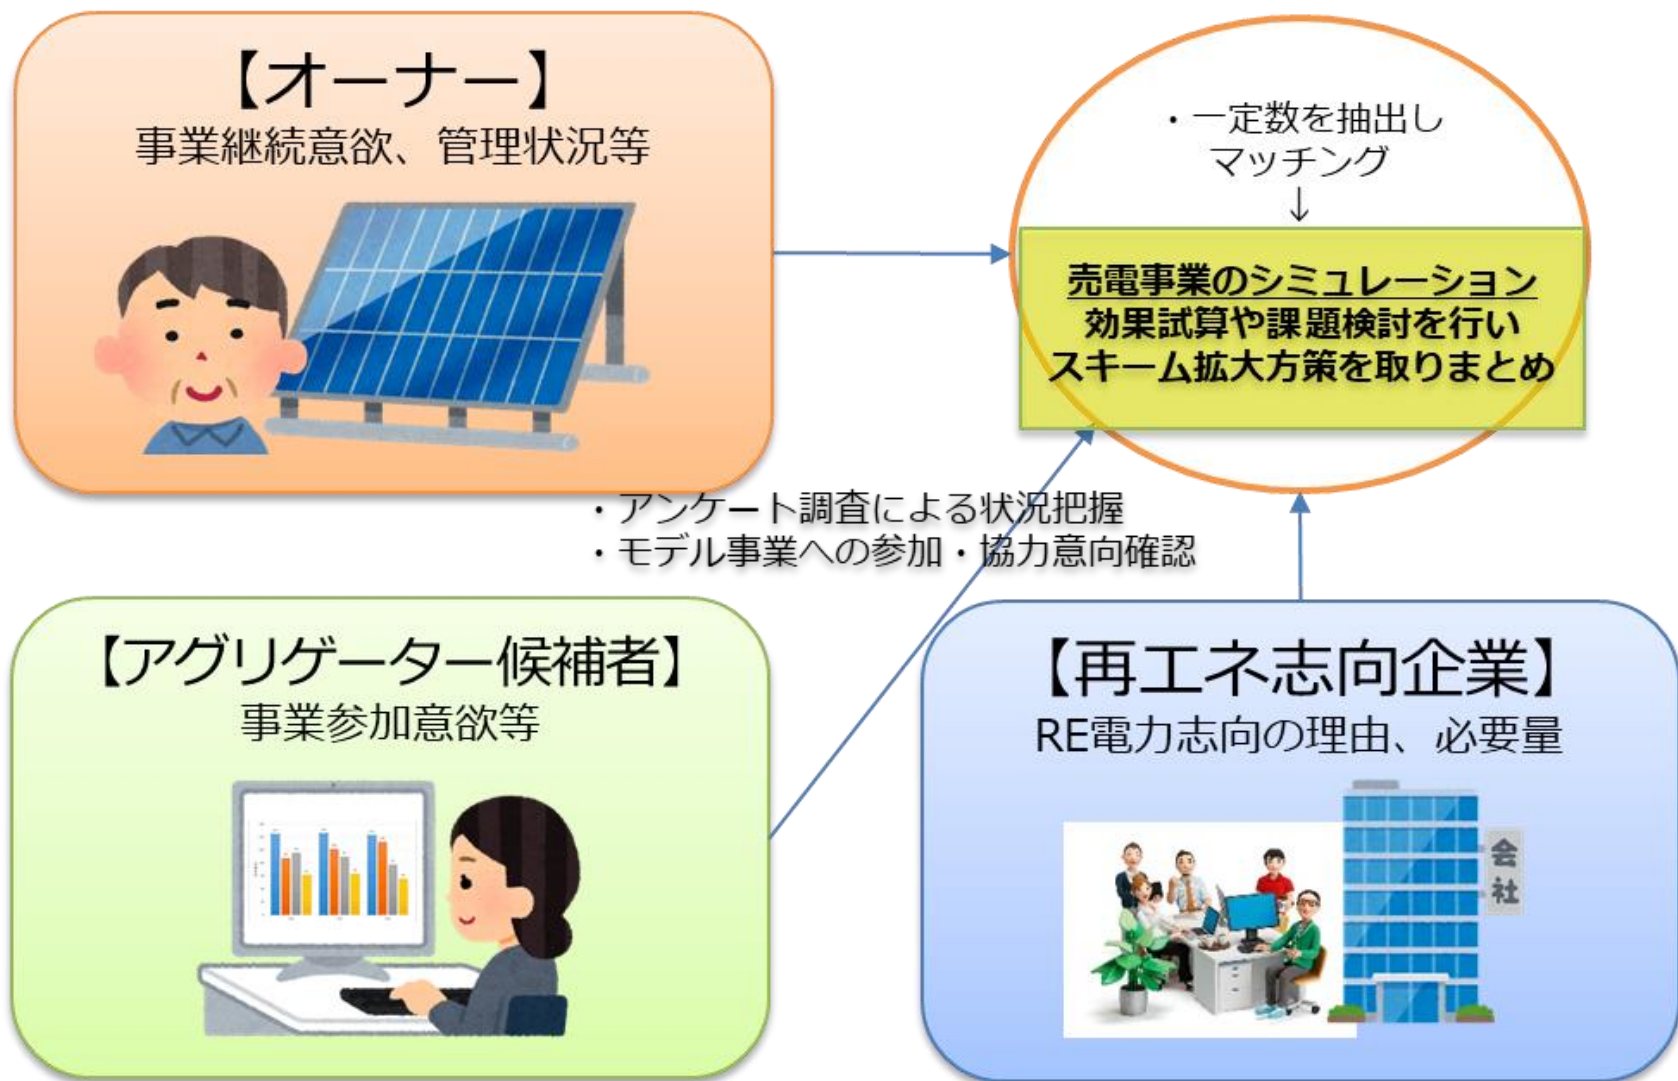 【オーナー】
事業継続意欲、管理状況等
・一定数を抽出し
マッチング
↓
売電事業のシミュレーション
効果試算や課題検討を行い
スキーム拡大方策を取りまとめ
・アンケート調査による状況把握
・モデル事業への参加・協力意向確認
【アグリゲーター候補者】
事業参加意欲等
【再エネ志向企業】
RE電力志向の理由、必要量
会
社